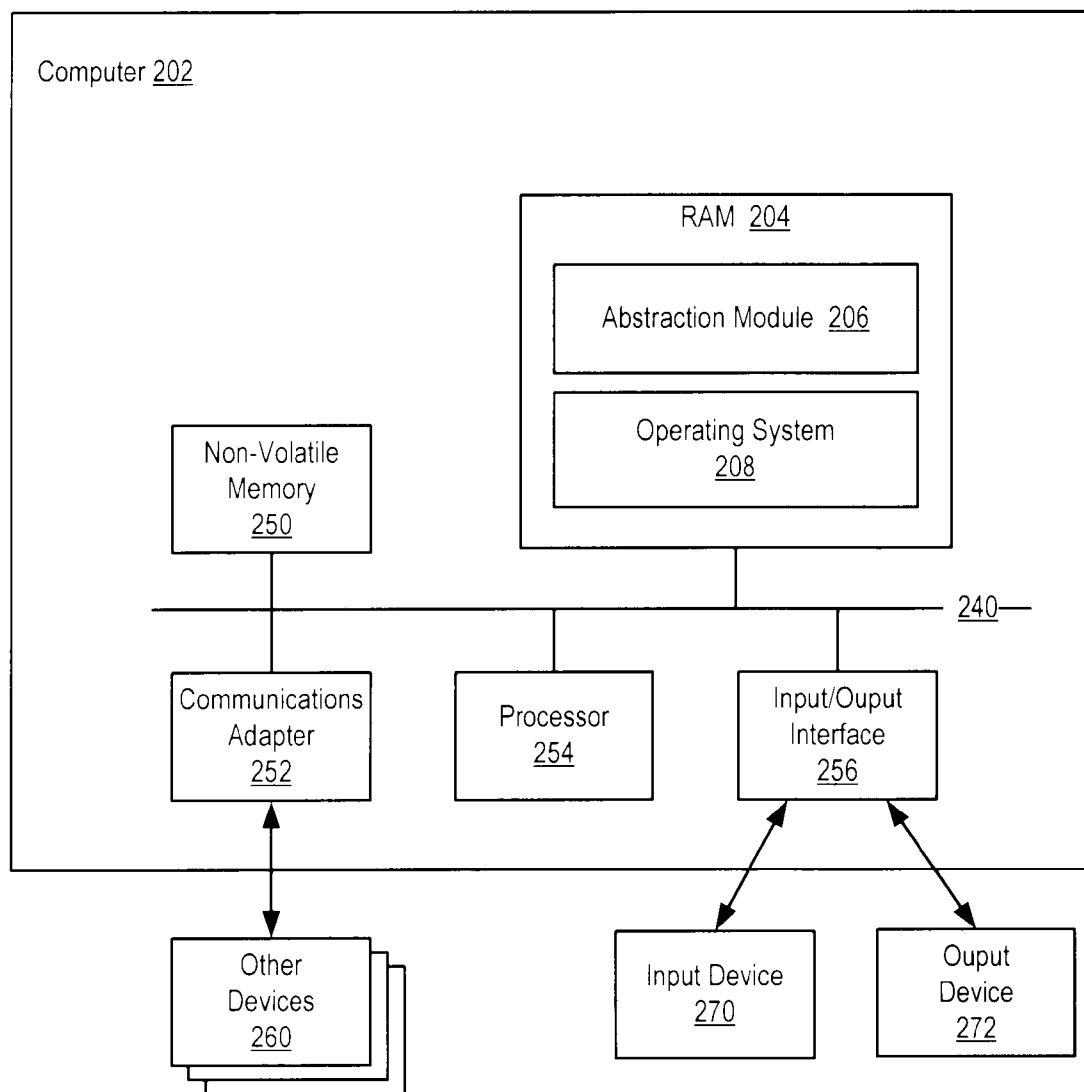 Computer 202
RAM 204
Abstraction Module 206
Operating System
208
Non-Volatile
Memory
250
240
Communications
Adapter
252
Processor
254
Input/Ouput
Interface
256
Other
Devices
260
Input Device
270
Ouput
Device
272